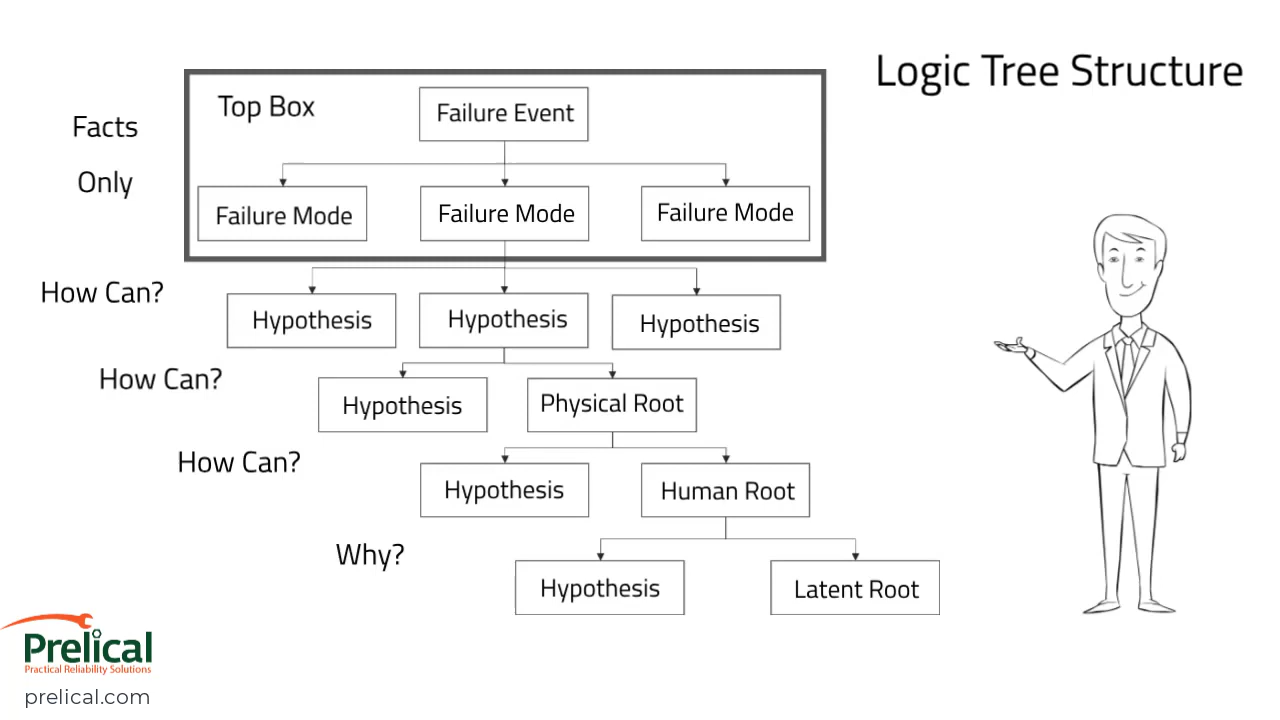 Logic Tree Structure
Top Box
Failure Event
Facts
Only
Failure Mode
Failure Mode
Failure Mode
How Can?
Hypothesis
Hypothesis
Hypothesis
How Can?
Hypothesis
Physical Root
How Can?
Hypothesis
Human Root
Why?
Hypothesis
Latent Root
Prelical
Practical Reliability Solutions
prelical.com